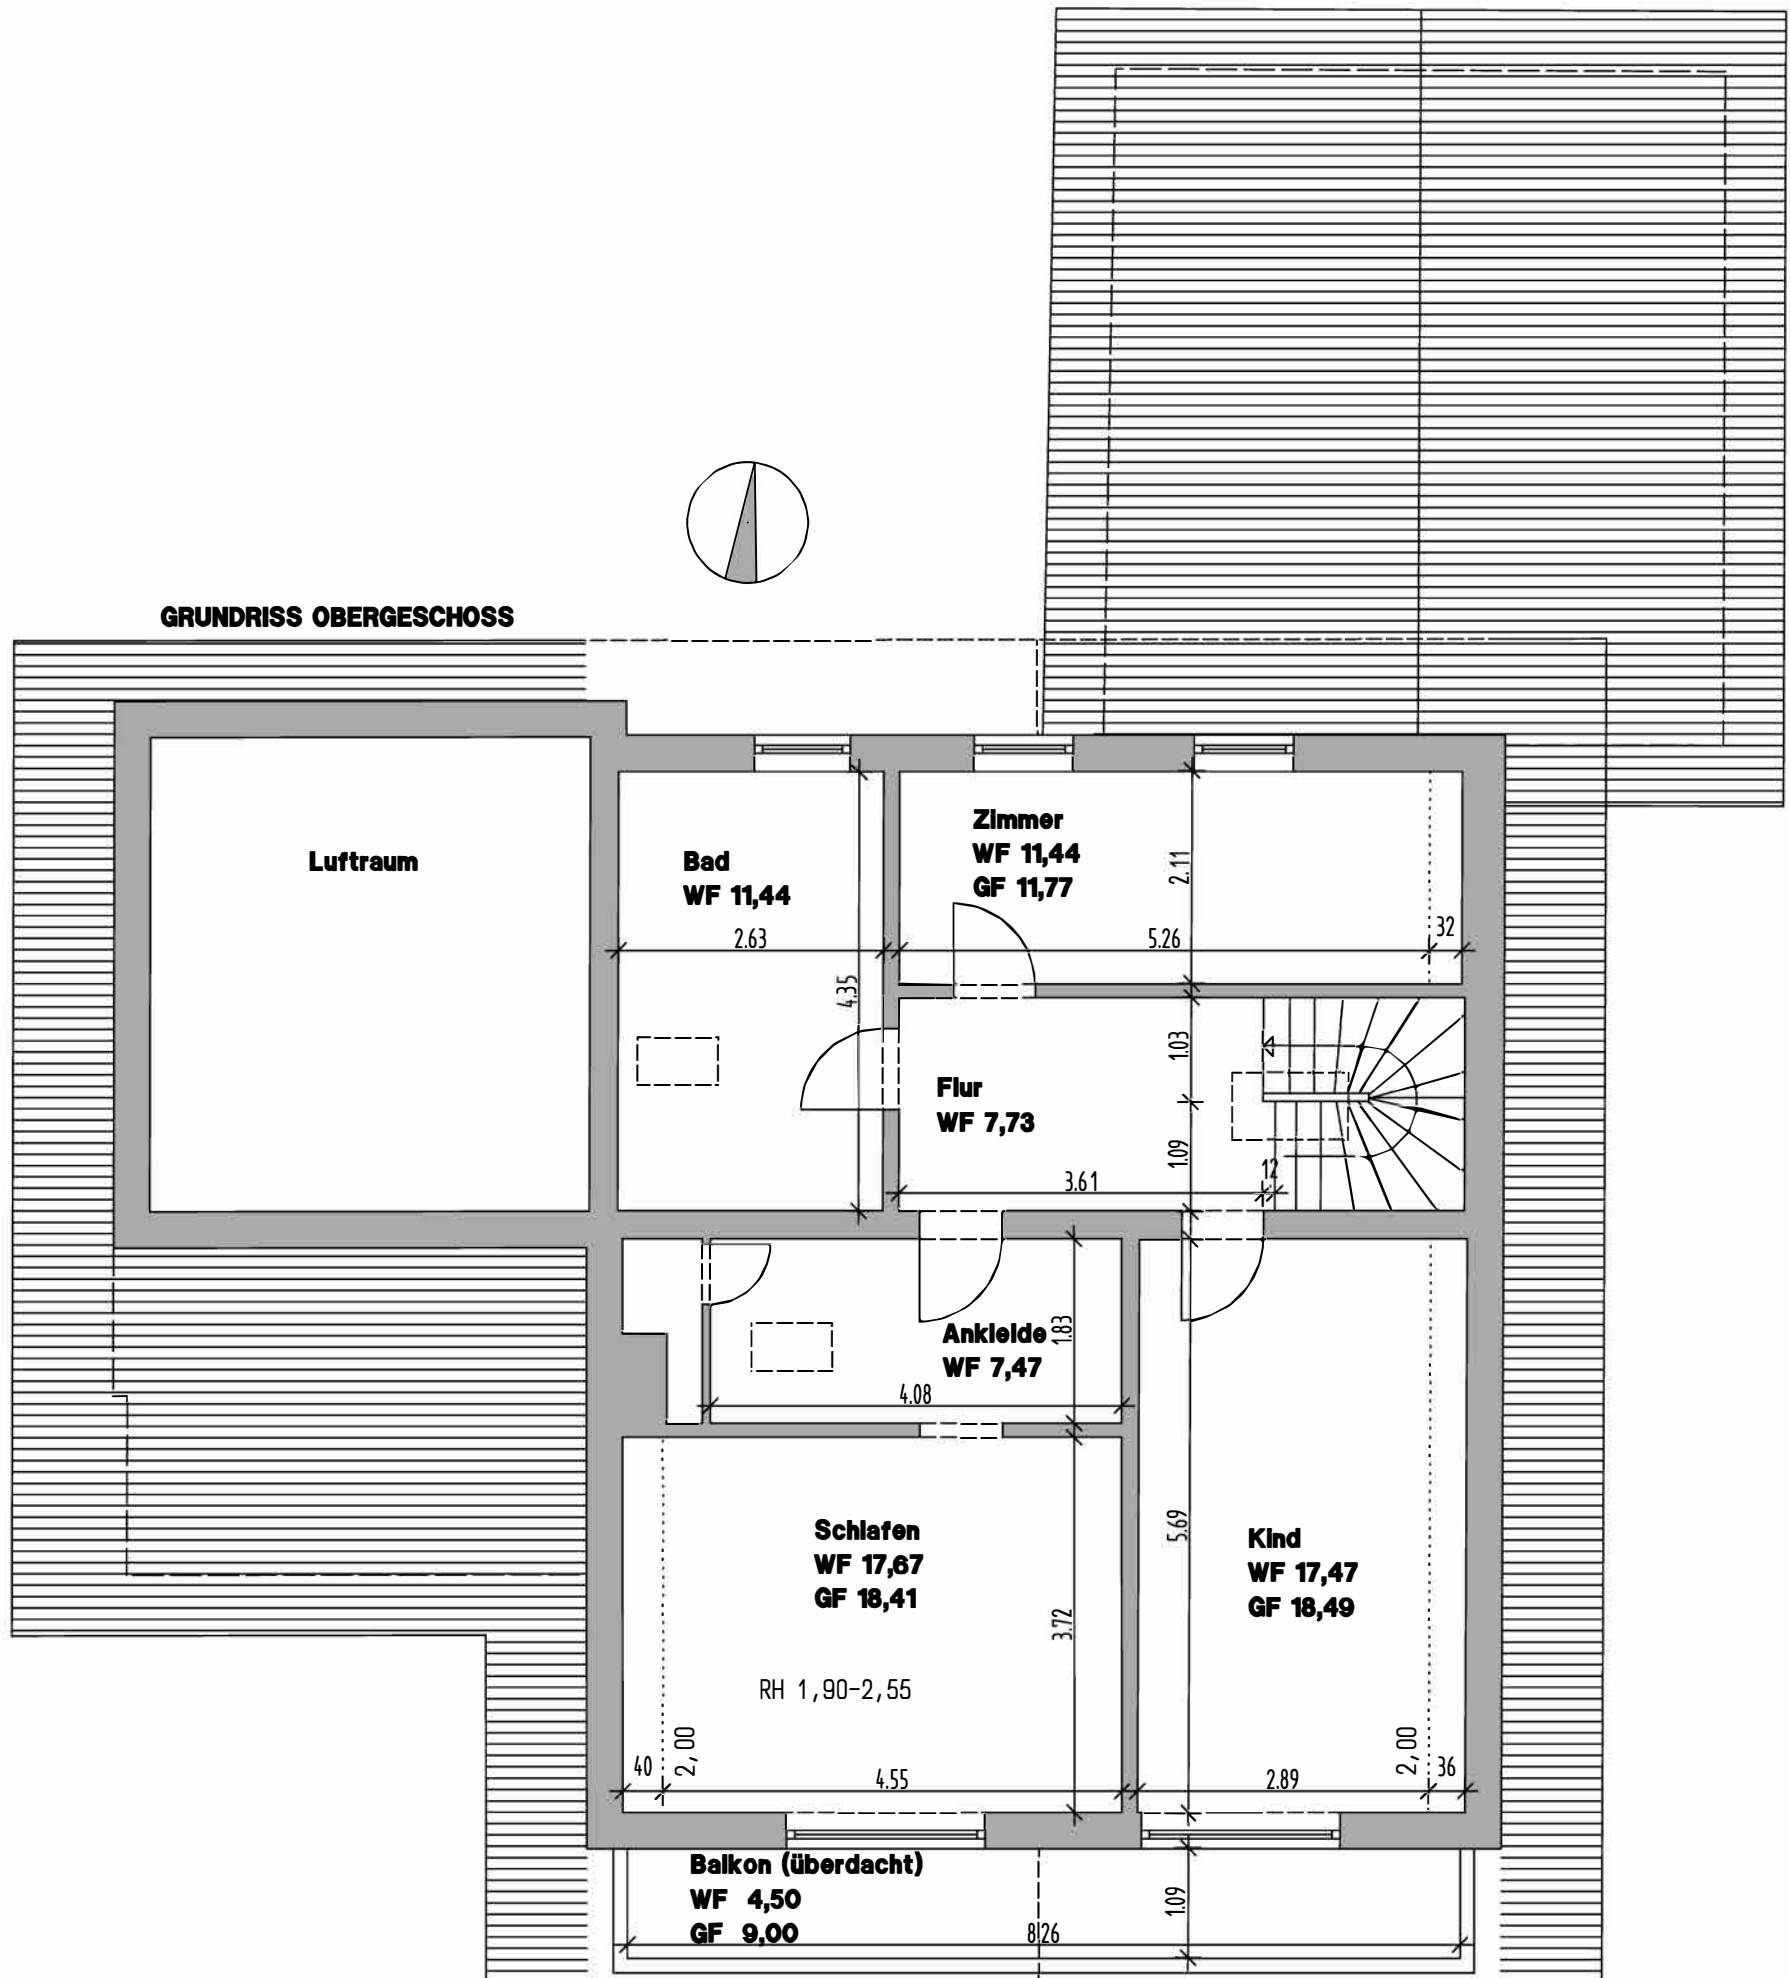 GRUNDRISS OBERGESCHOSS
Luftraum
Bad
WF 11,44
2.63
4.35
Zimmer
WF 11,44
GF 11,77
2.11
5.26
32
Flur
WF 7,73
1.03
1.09
3.61
12
Ankleide
WF 7,47
1.83
4.08
Schlafen
WF 17,67
GF 18,41
RH 1,90-2,55
3.72
40
2,00
4.55
Kind
WF 17,47
GF 18,49
5.69
2.89
2,00
36
Balkon (überdacht)
WF 4,50
GF 9,00
8.26
1.09